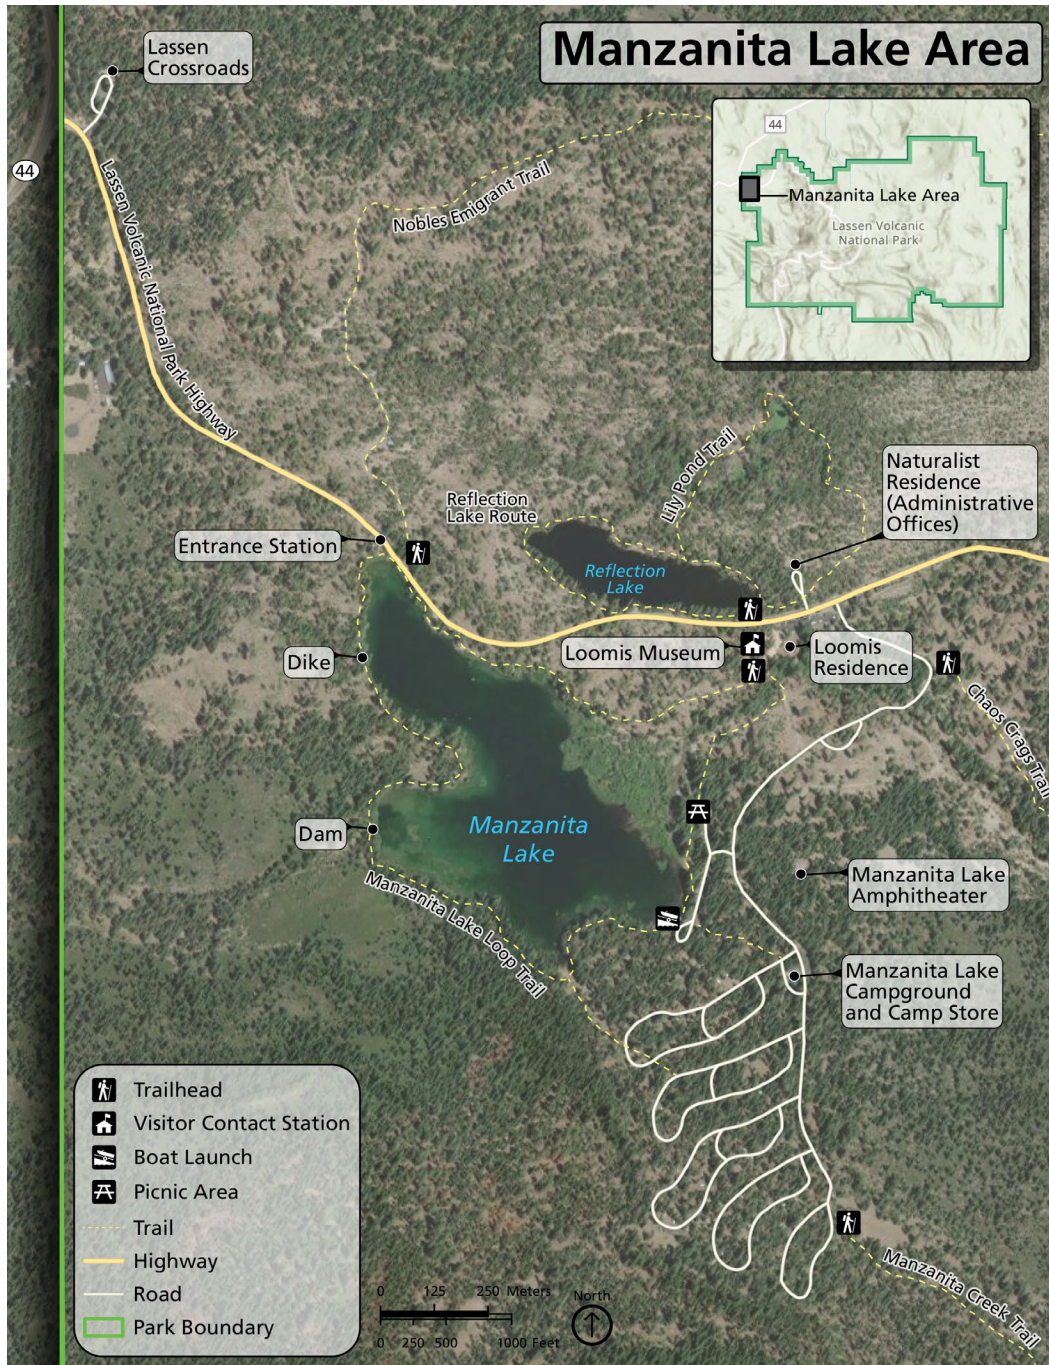 Manzanita Lake Area
Lassen
Crossroads
44
44
Manzanita Lake Area
Lassen Volcanic
National Park
Lassen Volcanic National Park Highway
Nobles Emigrant Trail
Lily Pond Trail
Naturalist
Residence
(Administrative
Offices)
Reflection
Lake Route
Entrance Station
Reflection
Lake
Loomis Museum
Loomis
Residence
Dike
Chaos Crags Trail
Manzanita
Lake
Dam
Manzanita Lake
Amphitheater
Manzanita Lake Loop Trail
Manzanita Lake
Campground
and Camp Store
Trailhead
Visitor Contact Station
Boat Launch
Picnic Area
Trail
Highway
Road
Park Boundary
0 125 250 Meters
0 250 500 1000 Feet
North
Manzanita Creek Trail